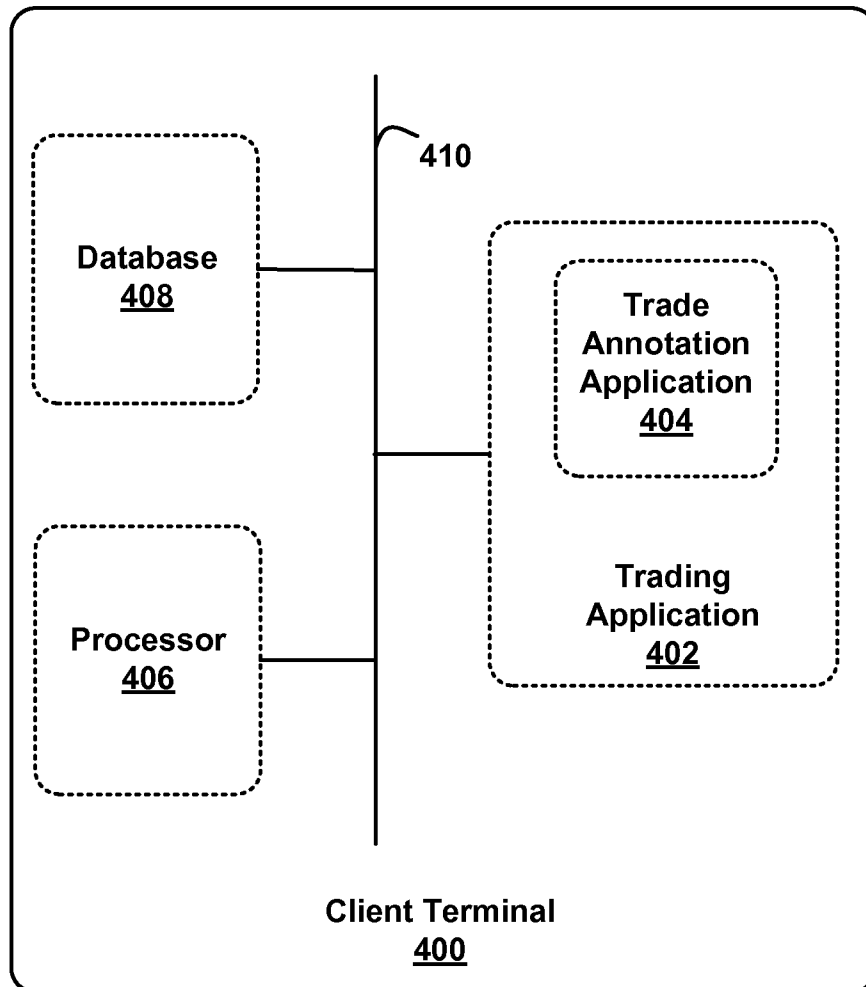 410
Database
408
Trade
Annotation
Application
404
Trading
Application
402
Processor
406
Client Terminal
400